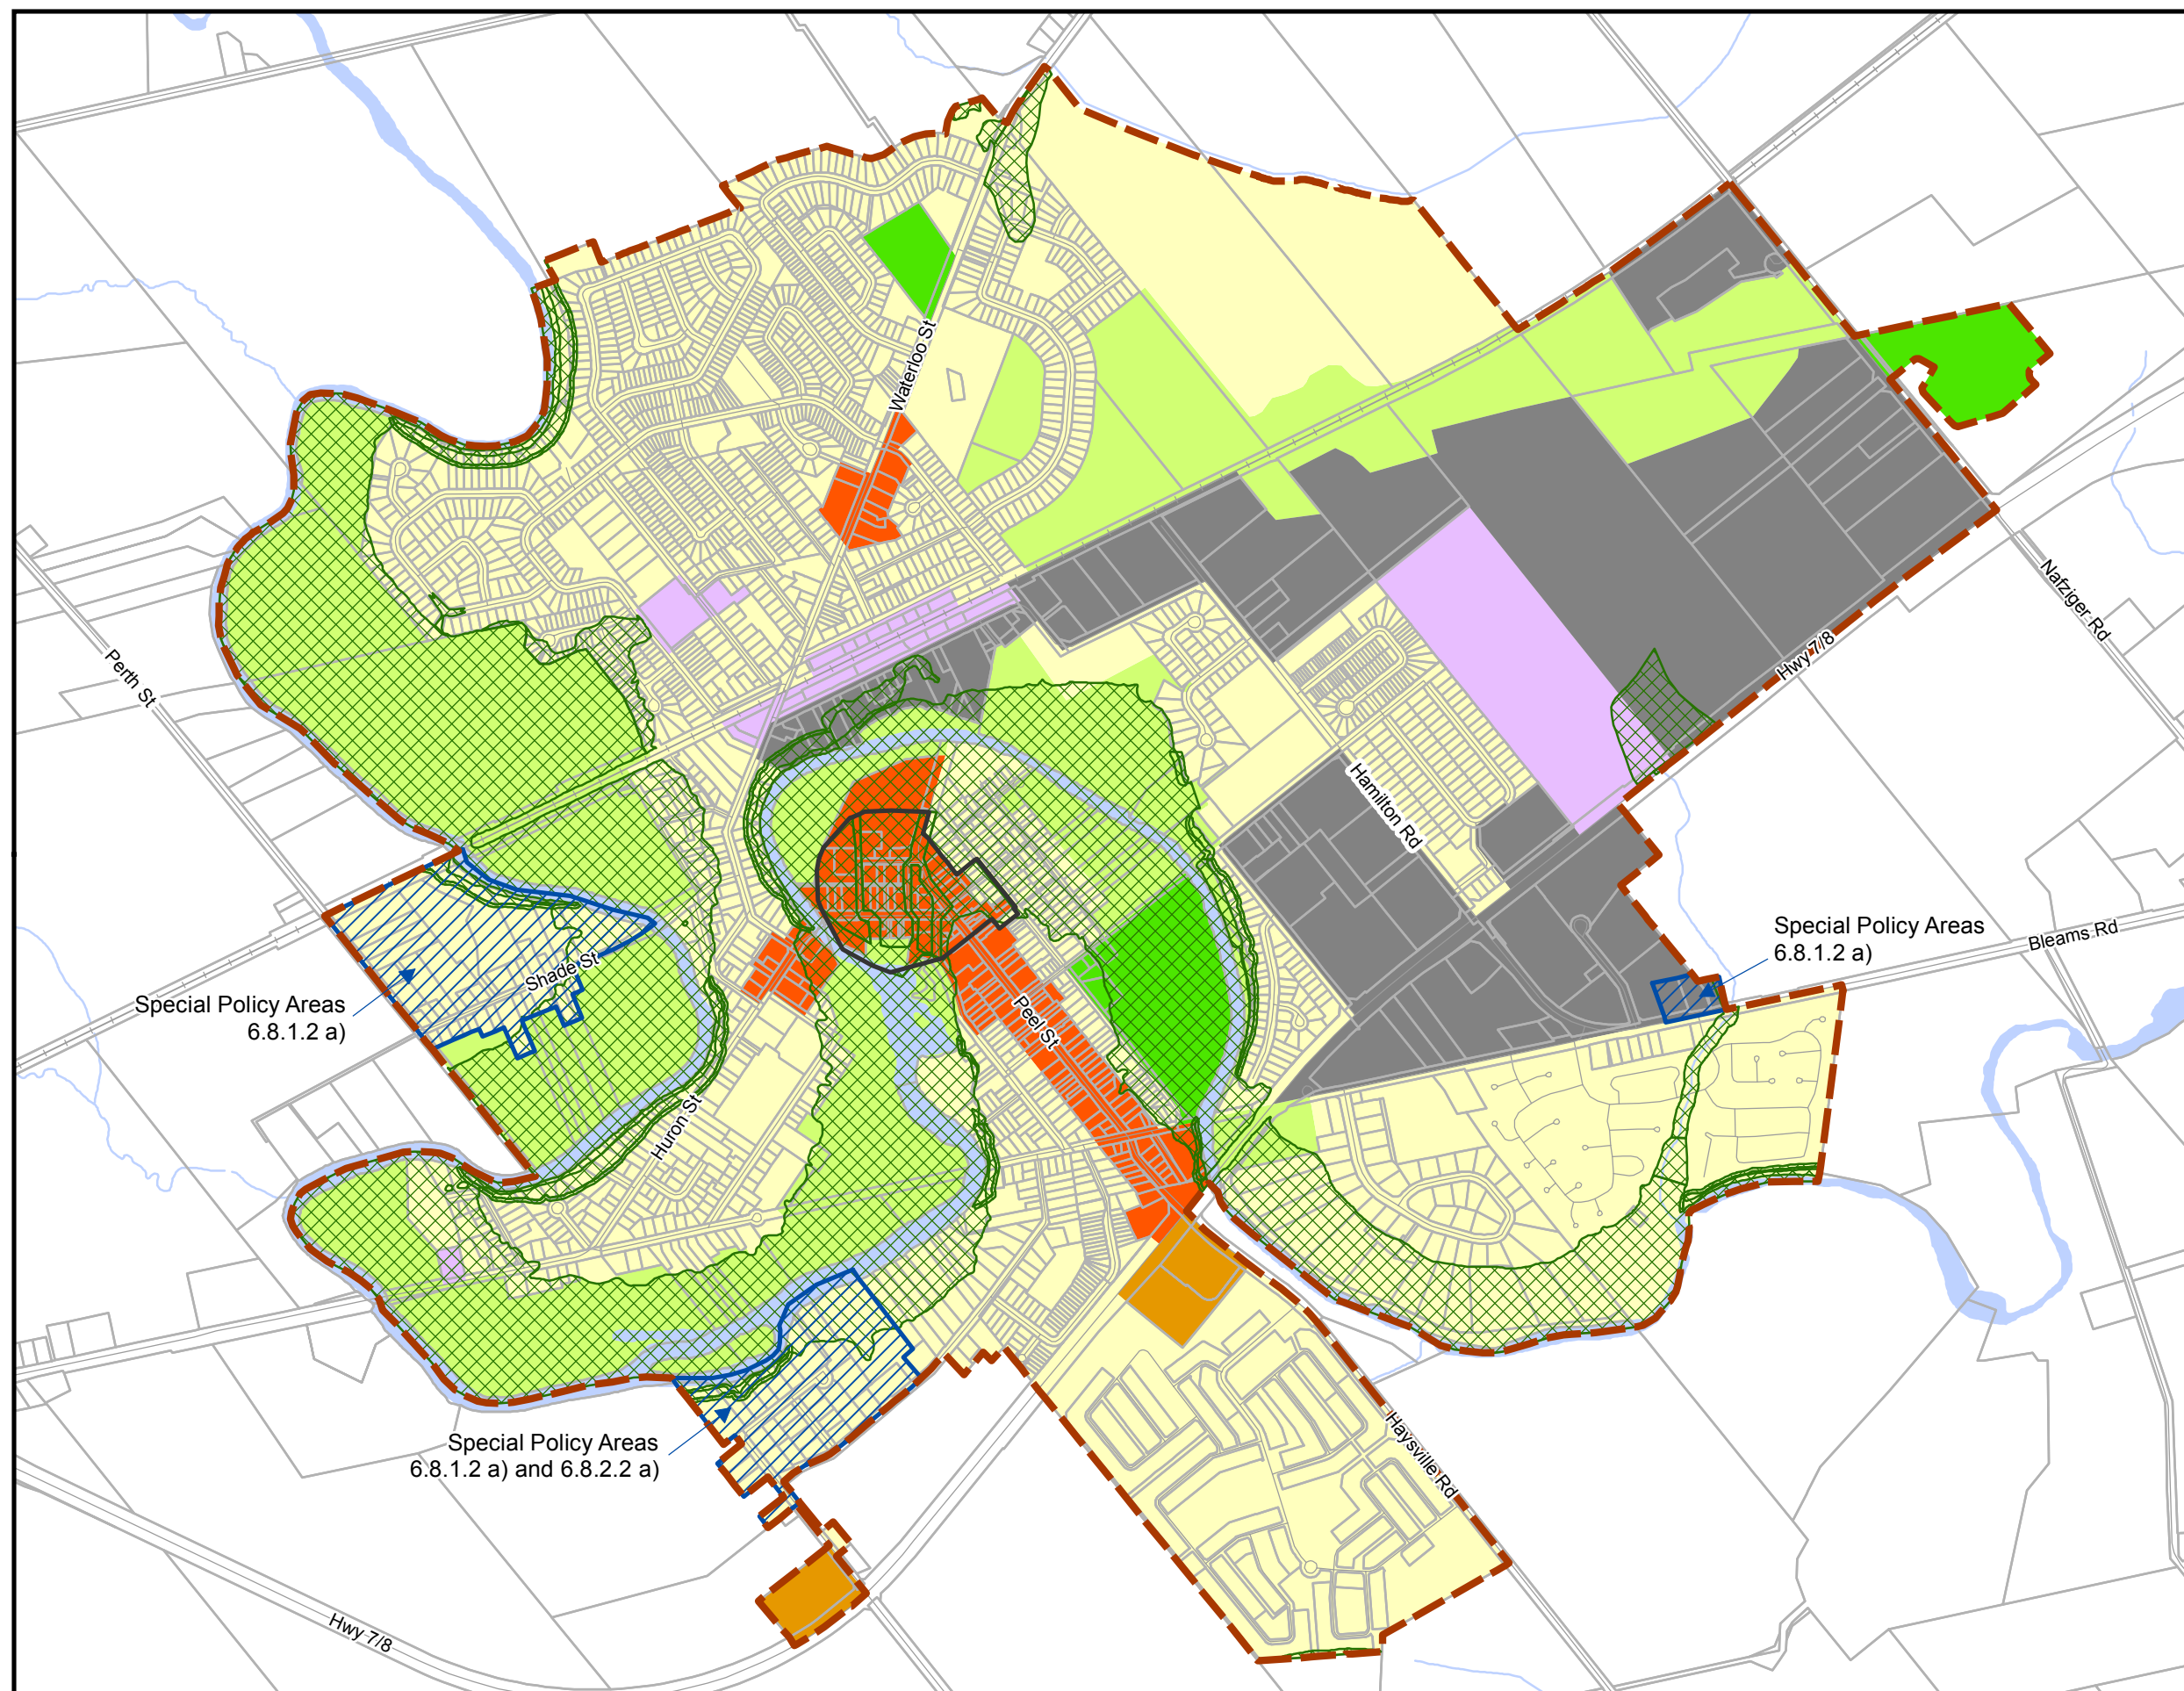 Waterloo St
Nafziger Rd
Hwy 7/8
Perth St
Hamilton Rd
Special Policy Areas
6.8.1.2 a)
Bleams Rd
Shade St
Special Policy Areas
6.8.1.2 a)
Peel St
Huron St
Special Policy Areas
6.8.1.2 a) and 6.8.2.2 a)
Haysville Rd
Hwy 7/8